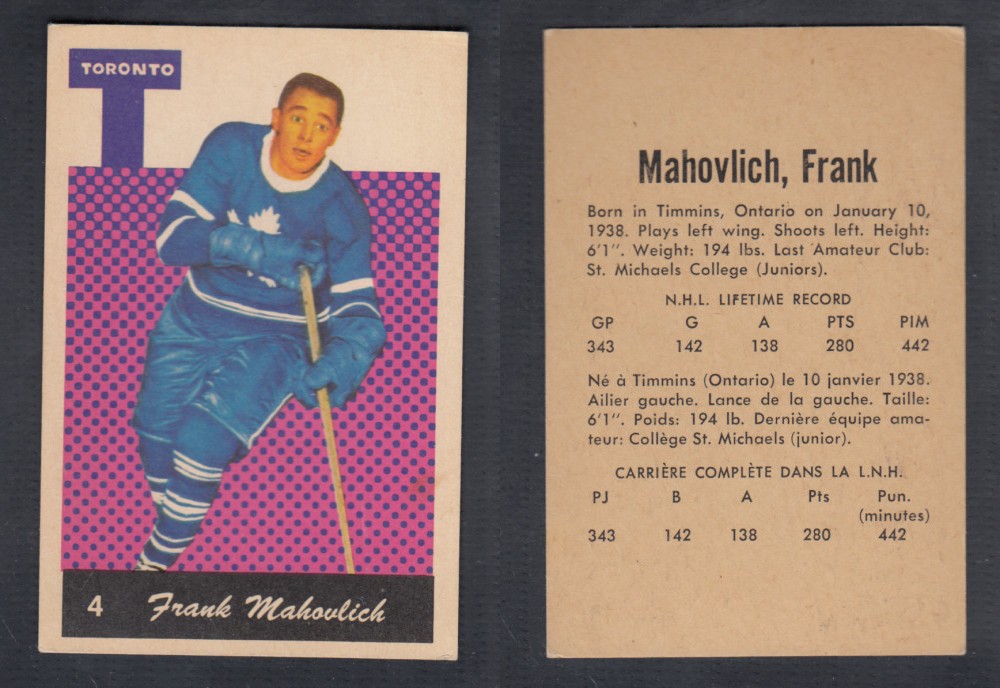 TORONTO
4 Frank Mahovlich
Mahovlich, Frank
Born in Timmins, Ontario on January 10,
1938. Plays left wing. Shoots left. Height:
6'1". Weight: 194 lbs. Last Amateur Club:
St. Michaels College (Juniors).
N.H.L. LIFETIME RECORD
GP G A PTS PIM
343 142 138 280 442
Né à Timmins (Ontario) le 10 janvier 1938.
Ailier gauche. Lance de la gauche. Taille:
6'1". Poids: 194 lb. Dernière équipe ama-
teur: Collège St. Michaels (junior).
CARRIÈRE COMPLÈTE DANS LA L.N.H.
PJ B A Pts Pun.
(minutes)
343 142 138 280 442